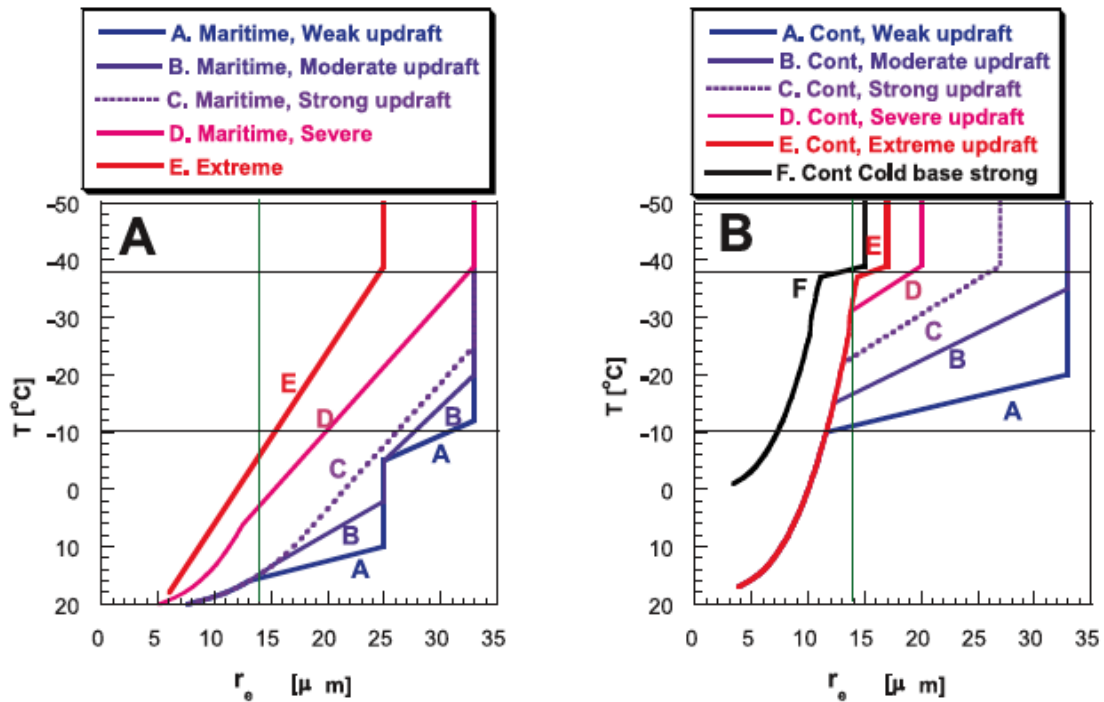 A. Maritime, Weak updraft
B. Maritime, Moderate updraft
C. Maritime, Strong updraft
D. Maritime, Severe
E. Extreme
A
-50
-40
-30
-20
-10
0
10
20
T [°C]
E
D
C
B
A
B
A
0 5 10 15 20 25 30 35
r_e [μ m]
A. Cont, Weak updraft
B. Cont, Moderate updraft
C. Cont, Strong updraft
D. Cont, Severe updraft
E. Cont, Extreme updraft
F. Cont Cold base strong
B
-50
-40
-30
-20
-10
0
10
20
T [°C]
E
F
D
C
B
A
0 5 10 15 20 25 30 35
r_e [μ m]